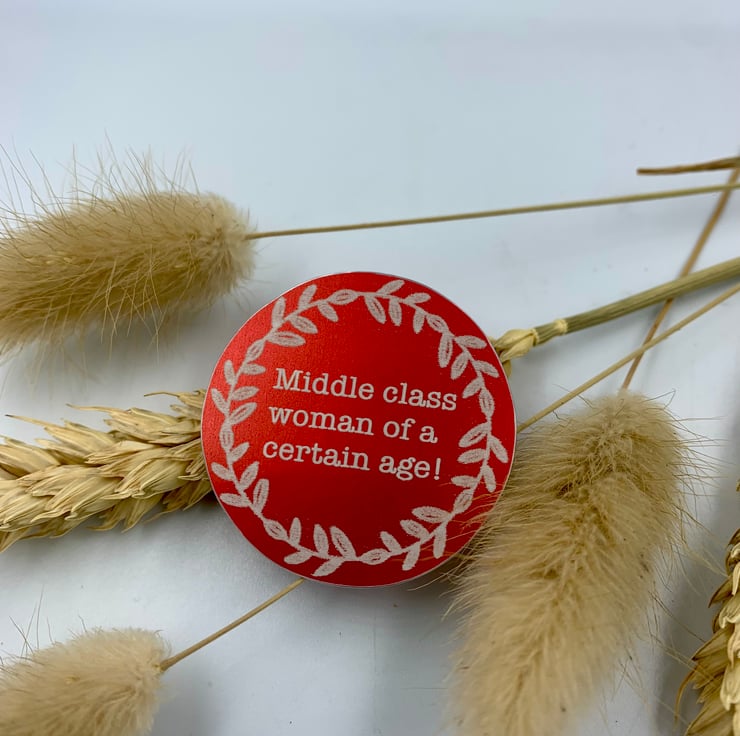 Middle class
woman of a
certain age!